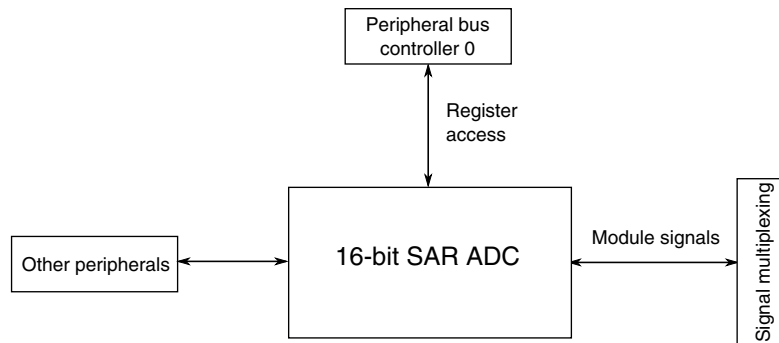 Peripheral bus
controller 0
Register
access
16-bit SAR ADC
Other peripherals
Module signals
Signal multiplexing